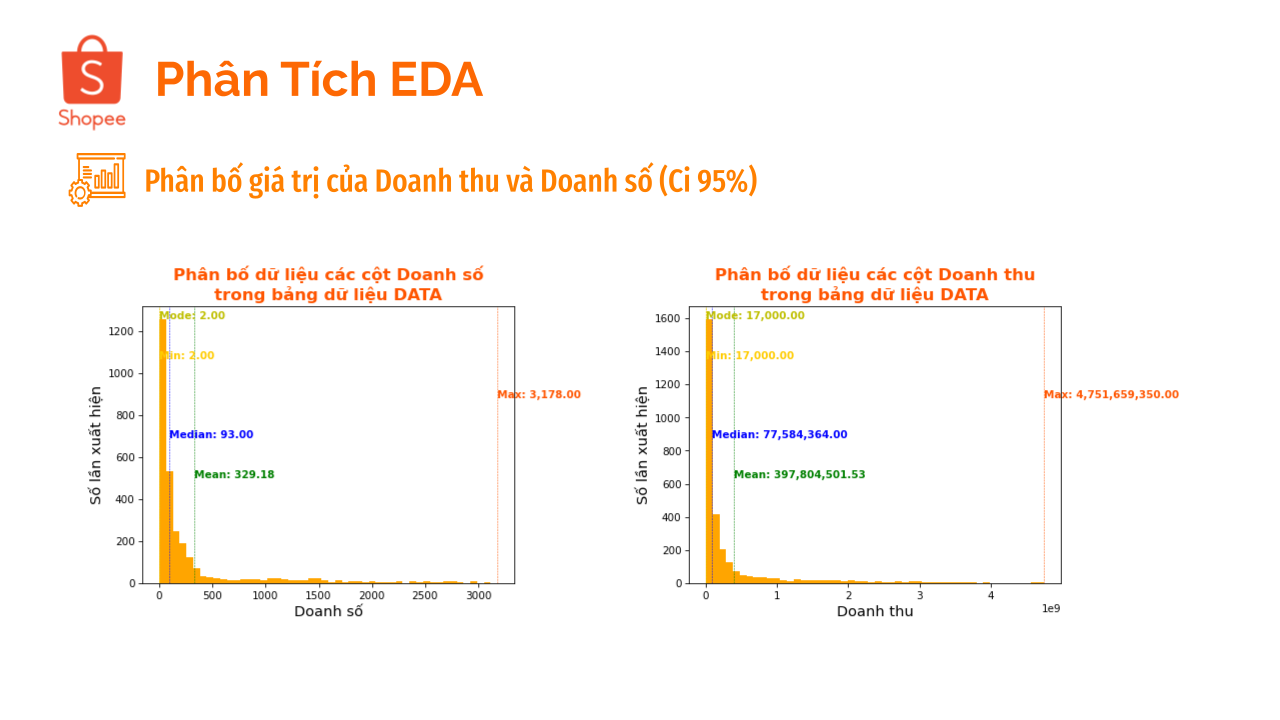 S
Shopee
Phân Tích EDA
Phân bố giá trị của Doanh thu và Doanh số (Ci 95%)
Phân bố dữ liệu các cột Doanh số
trong bảng dữ liệu DATA
Mode: 2.00
Min: 2.00
Max: 3,178.00
Median: 93.00
Mean: 329.18
Số lần xuất hiện
1200
1000
800
600
400
200
0
0 500 1000 1500 2000 2500 3000
Doanh số
Phân bố dữ liệu các cột Doanh thu
trong bảng dữ liệu DATA
Mode: 17,000.00
Min: 17,000.00
Max: 4,751,659,350.00
Median: 77,584,364.00
Mean: 397,804,501.53
Số lần xuất hiện
1600
1400
1200
1000
800
600
400
200
0
0 1 2 3 4
1e9
Doanh thu